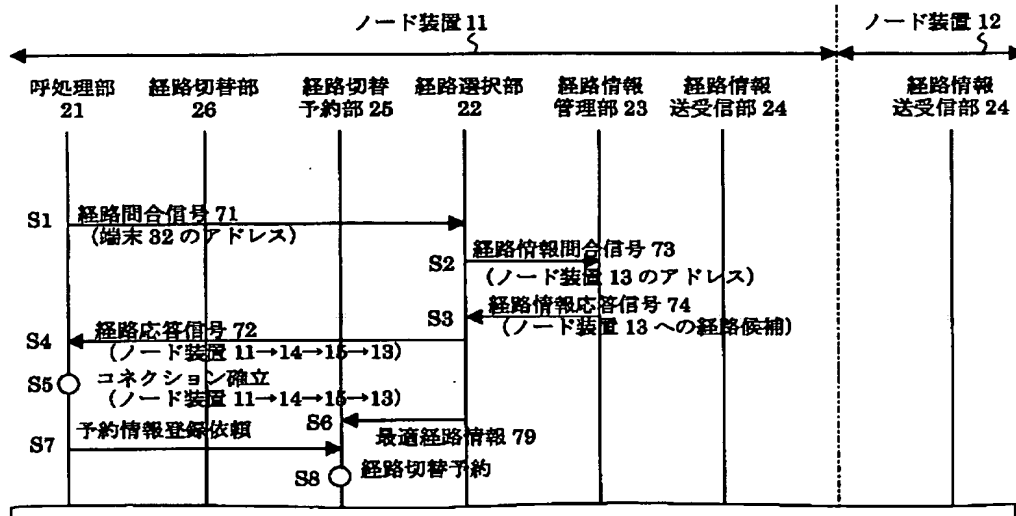 ノード装置 11
ノード装置 12
呼処理部
21
経路切替部
26
経路切替
予約部 25
経路選択部
22
経路情報
管理部 23
経路情報
送受信部 24
経路情報
送受信部 24
S1
経路問合信号 71
(端末 32 のアドレス)
S2
経路情報問合信号 73
(ノード装置 13 のアドレス)
S3
経路情報応答信号 74
(ノード装置 13 への経路候補)
S4
経路応答信号 72
(ノード装置 11→14→15→13)
S5
コネクション確立
(ノード装置 11→14→15→13)
S6
最適経路情報 79
S7
予約情報登録依頼
S8
経路切替予約